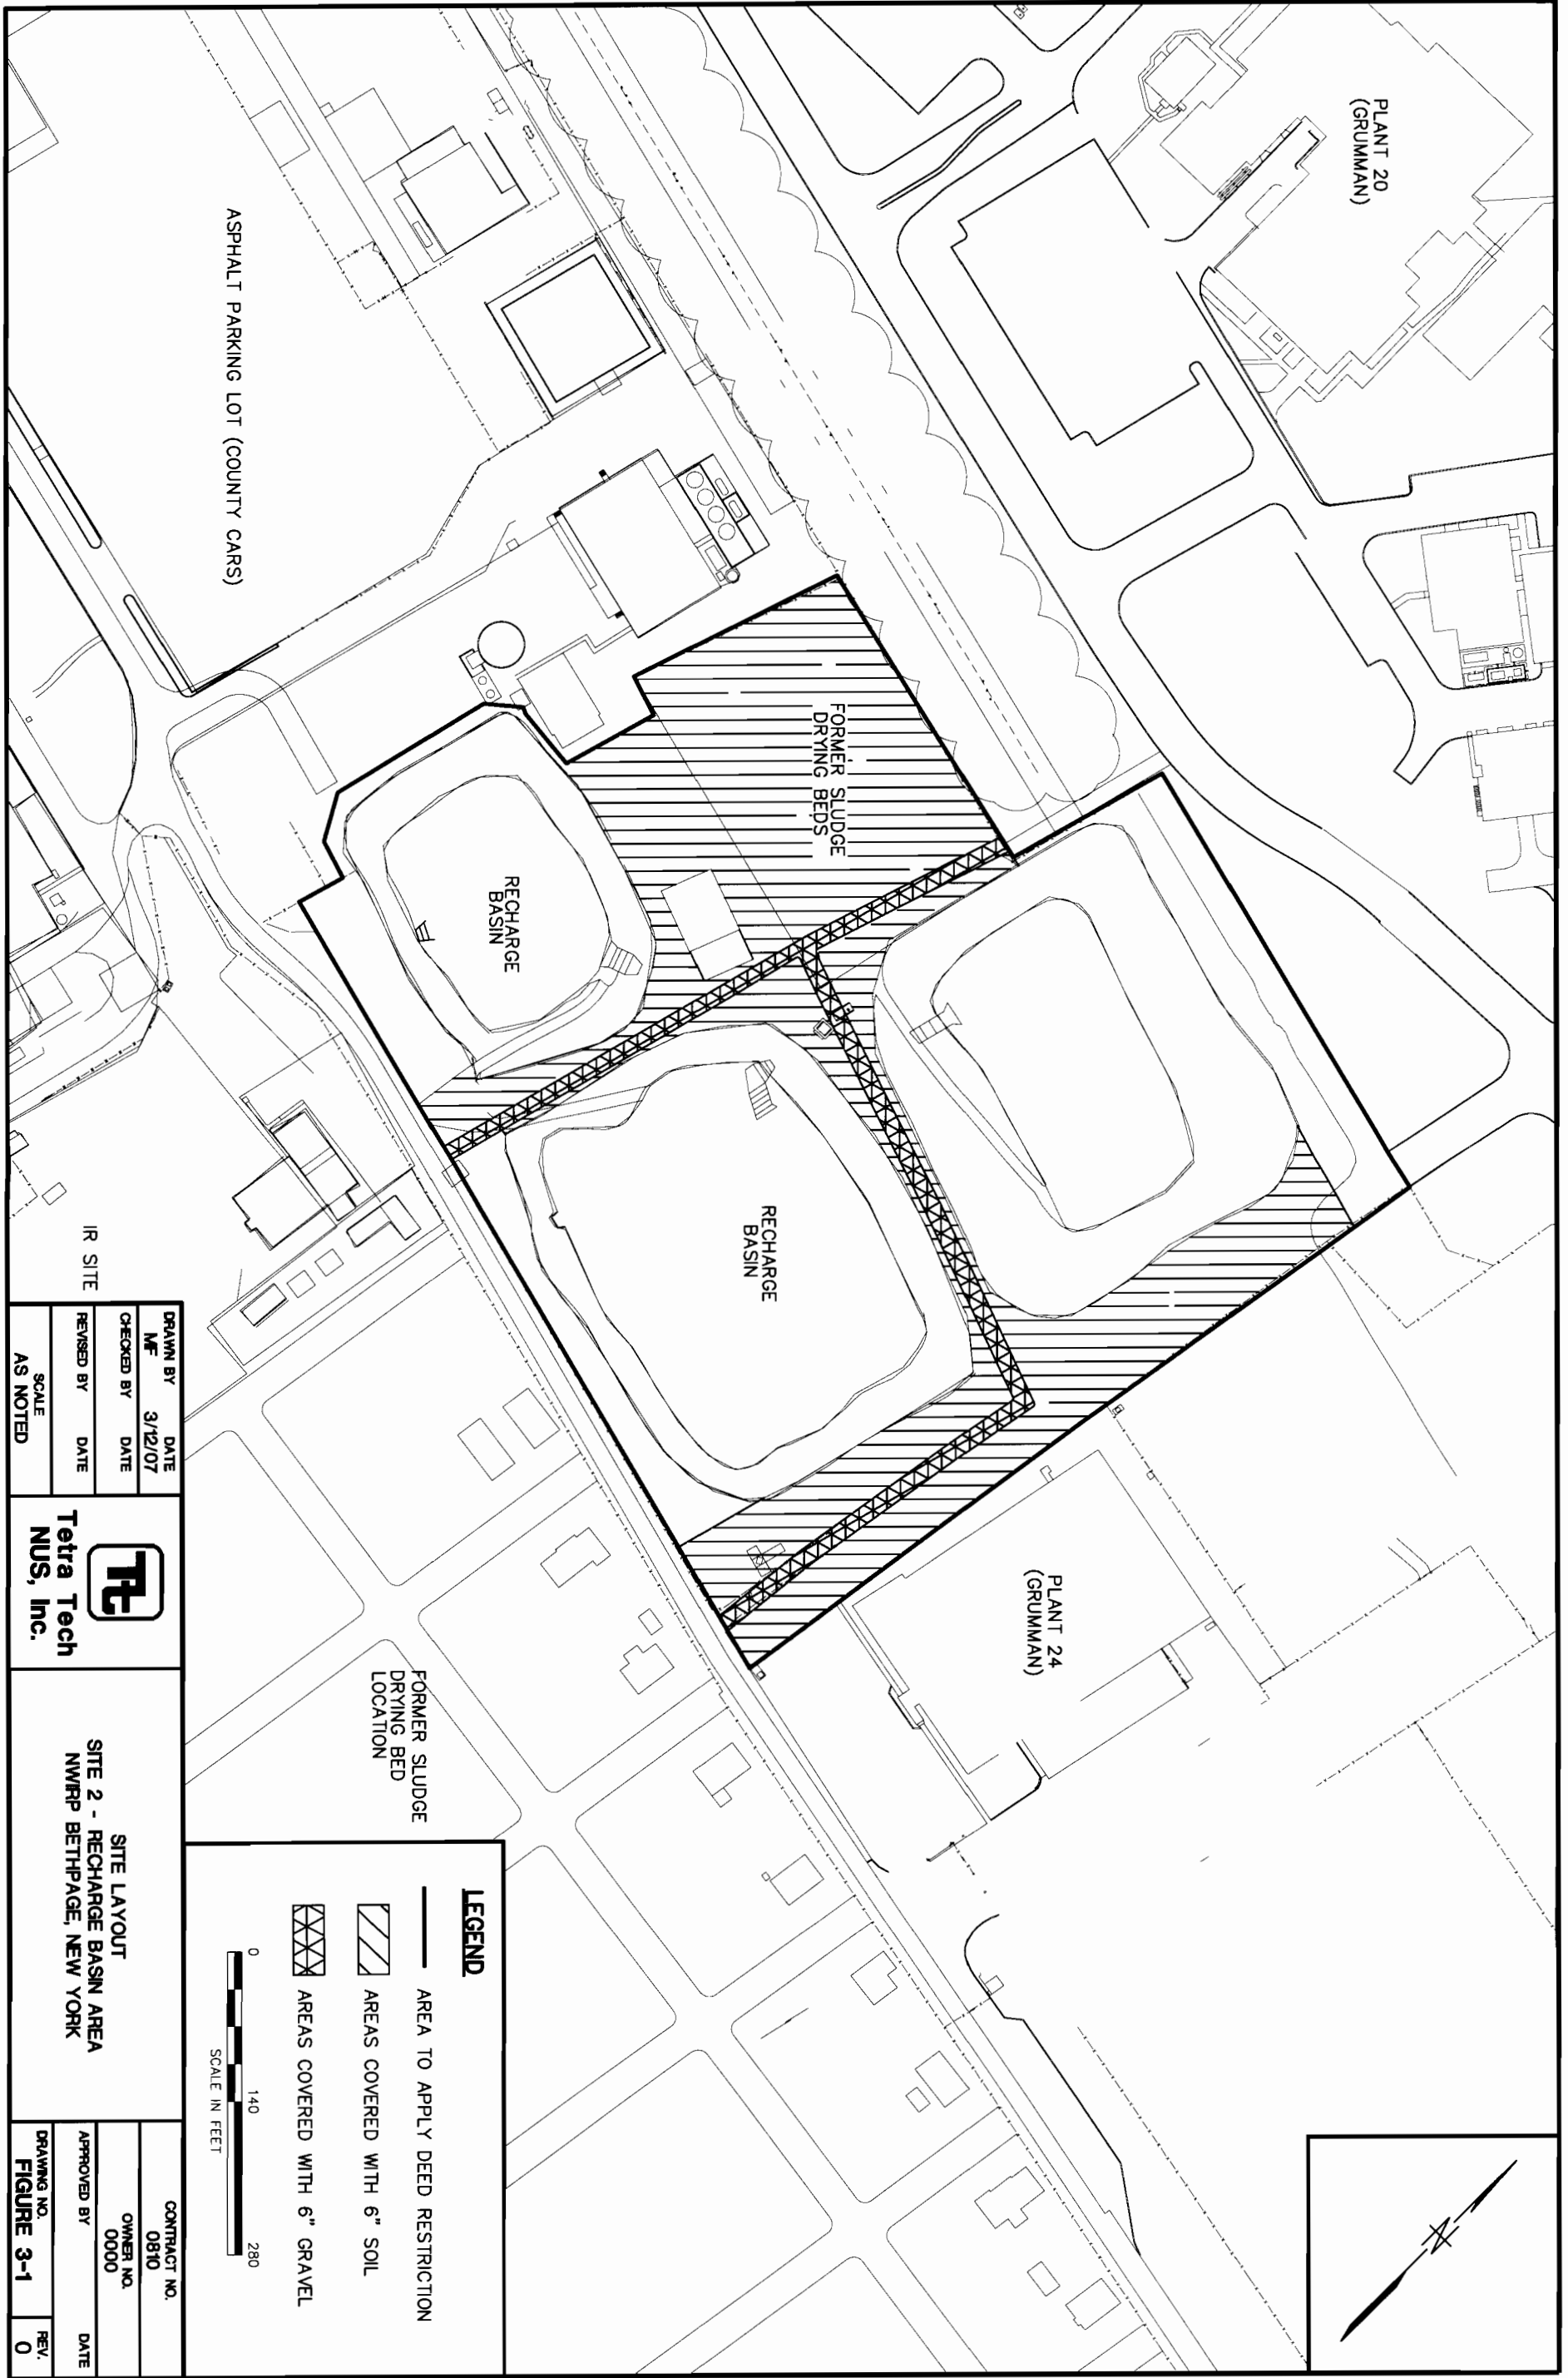 PLANT 20
(GRUMMAN)
ASPHALT PARKING LOT (COUNTY CARS)
FORMER SLUDGE
DRYING BEDS
RECHARGE
BASIN
RECHARGE
BASIN
PLANT 24
(GRUMMAN)
IR SITE
FORMER SLUDGE
DRYING BED
LOCATION
N
LEGEND
AREA TO APPLY DEED RESTRICTION
AREAS COVERED WITH 6" SOIL
AREAS COVERED WITH 6" GRAVEL
0 140 280
SCALE IN FEET
DRAWN BY DATE
MF 3/12/07
CHECKED BY DATE
REVISED BY DATE
SCALE
AS NOTED
Tt
Tetra Tech
NUS, Inc.
SITE LAYOUT
SITE 2 - RECHARGE BASIN AREA
NWIRP BETHPAGE, NEW YORK
CONTRACT NO.
0810
OWNER NO.
0000
APPROVED BY DATE
DRAWING NO. REV.
FIGURE 3-1 0